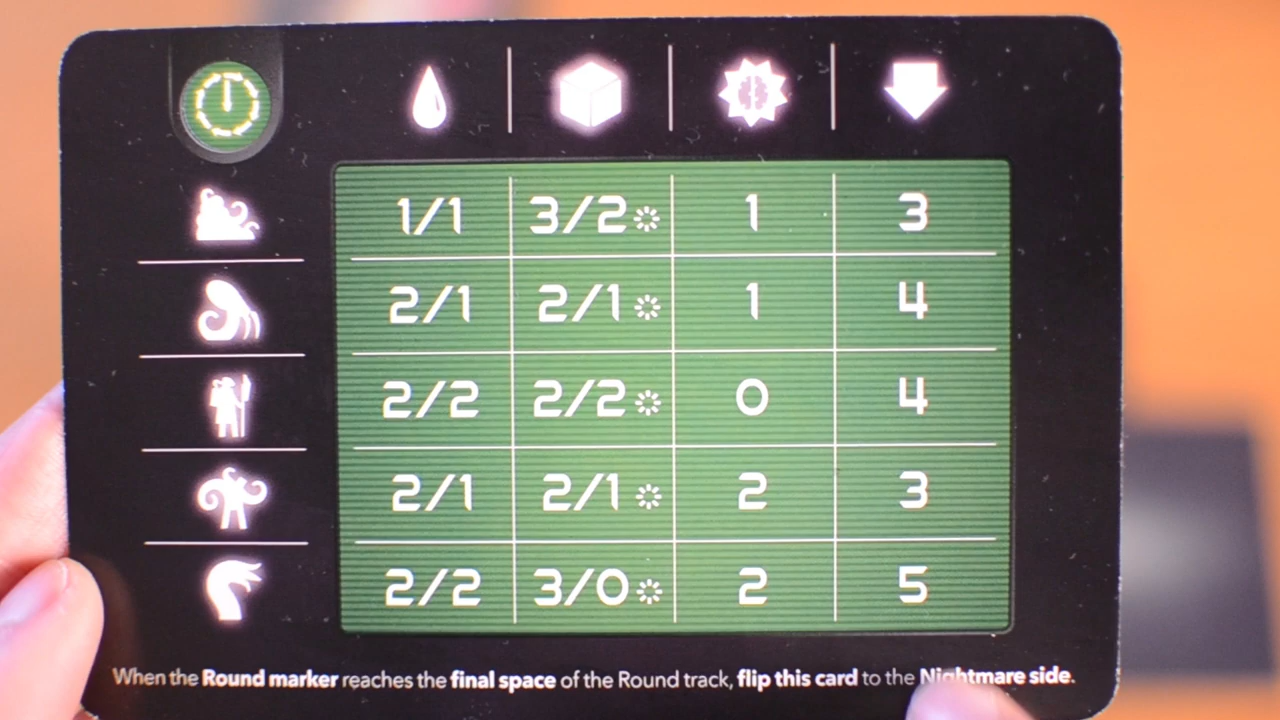 1/1 3/2 1 3
2/1 2/1 1 4
2/2 2/2 0 4
2/1 2/1 2 3
2/2 3/0 2 5
When the Round marker reaches the final space of the Round track, flip this card to the Nightmare side.